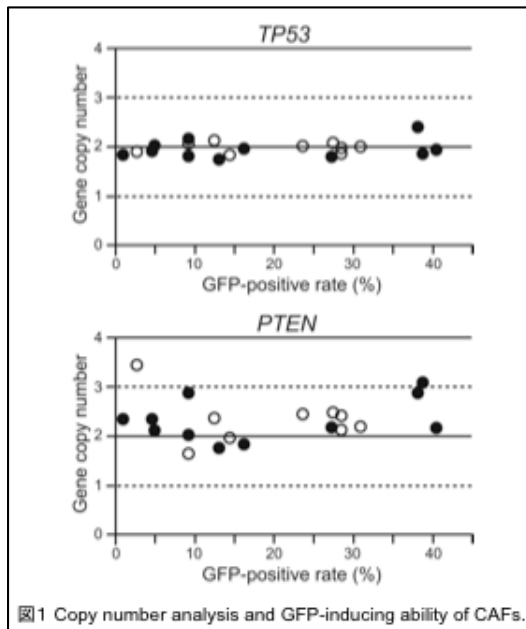 TP53
4
3
2
1
0
Gene copy number
0 10 20 30 40
GFP-positive rate (%)
PTEN
4
3
2
1
0
Gene copy number
0 10 20 30 40
GFP-positive rate (%)
図1 Copy number analysis and GFP-inducing ability of CAFs.